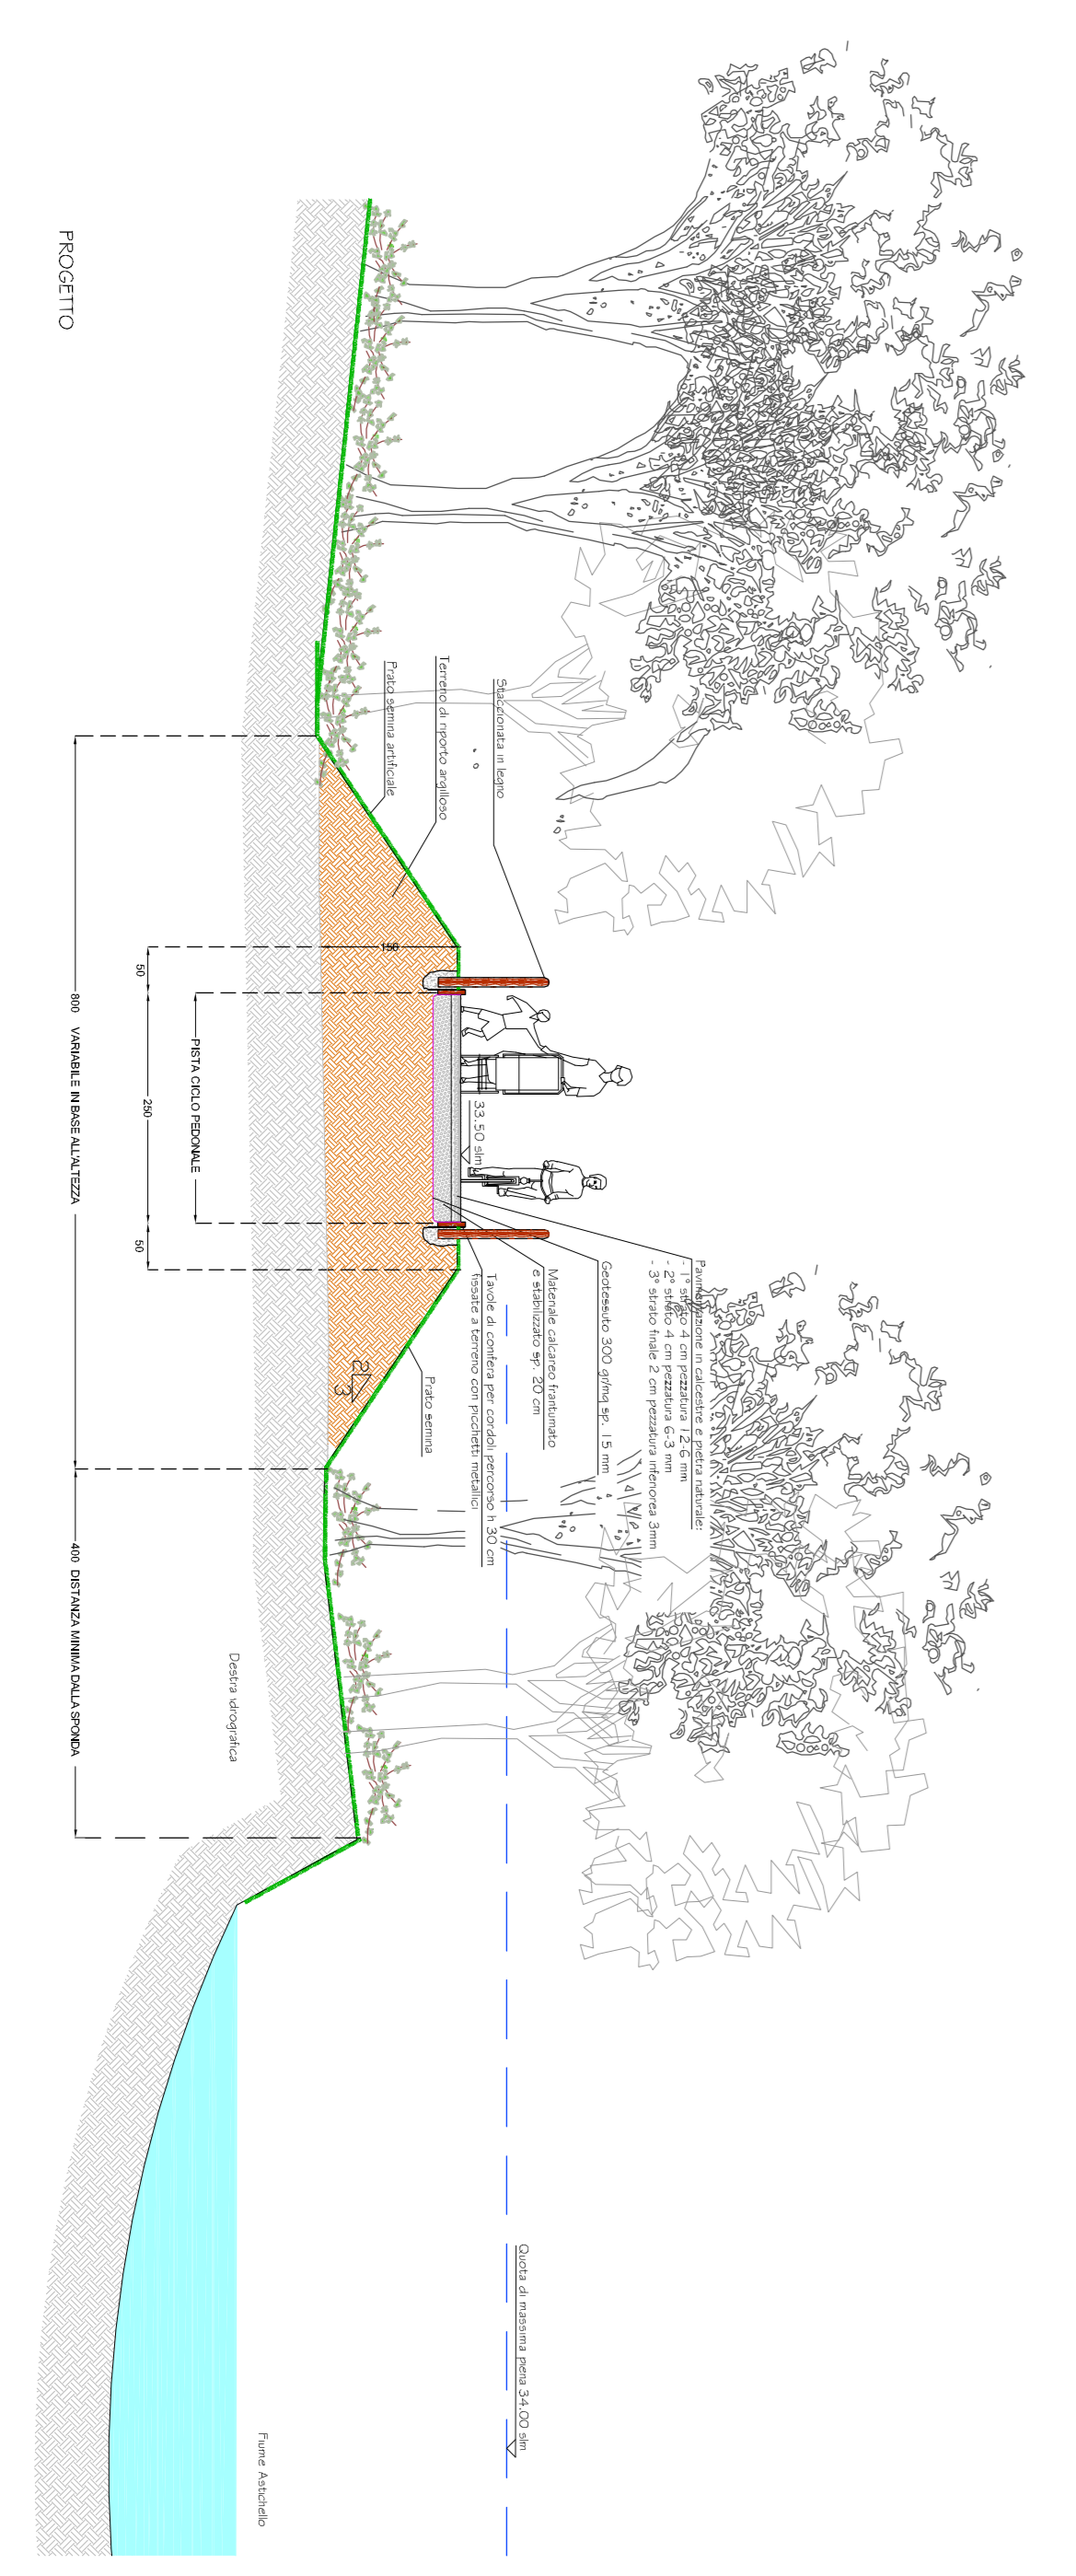 Staccionata in legno
Terreno di riporto argilloso
Prato semina artificiale
150
33.50 slm
Pavimentazione in calcestre e pietra naturale:
- 1° strato 4 cm pezzatura 12-6 mm
- 2° strato 4 cm pezzatura 6-3 mm
- 3° strato finale 2 cm pezzatura inferiorea 3mm
Geotessuto 300 gr/mq sp. 15 mm
Materiale calcareo frantumato
e stabilizzato sp. 20 cm
Tavole di conifera per cordoli percorso h 30 cm
fissate a terreno con picchetti metallici
Prato semina
2
3
Quota di massima piena 34.00 slm
Destra idrografica
Fiume Astichello
PISTA CICLO PEDONALE
50
250
50
800 VARIABILE IN BASE ALL'ALTEZZA
400 DISTANZA MINIMA DALLA SPONDA
PROGETTO